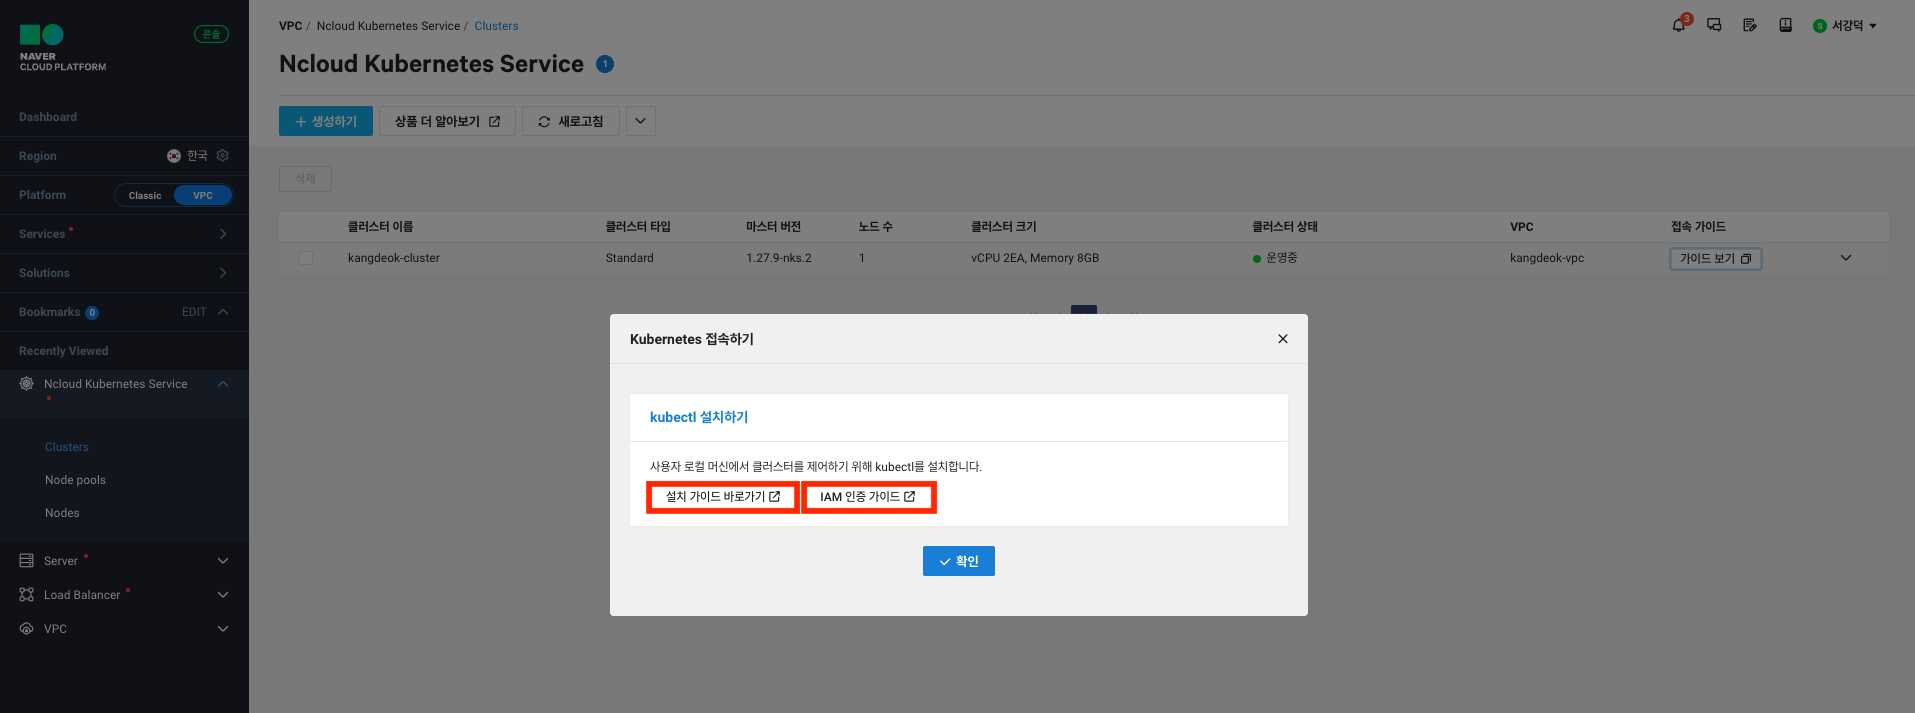 NAVER
CLOUD PLATFORM
콘솔
Dashboard
Region 한국
Platform Classic VPC
Services
Solutions
Bookmarks 0 EDIT
Recently Viewed
Ncloud Kubernetes Service
Clusters
Node pools
Nodes
Server
Load Balancer
VPC
VPC / Ncloud Kubernetes Service / Clusters
3
S 서강덕
Ncloud Kubernetes Service 1
생성하기 상품 더 알아보기 새로고침
삭제
클러스터 이름 클러스터 타입 마스터 버전 노드 수 클러스터 크기 클러스터 상태 VPC 접속 가이드
kangdeok-cluster Standard 1.27.9-nks.2 1 vCPU 2EA, Memory 8GB 운영중 kangdeok-vpc 가이드 보기
Kubernetes 접속하기
kubectl 설치하기
사용자 로컬 머신에서 클러스터를 제어하기 위해 kubectl를 설치합니다.
설치 가이드 바로가기 IAM 인증 가이드
확인